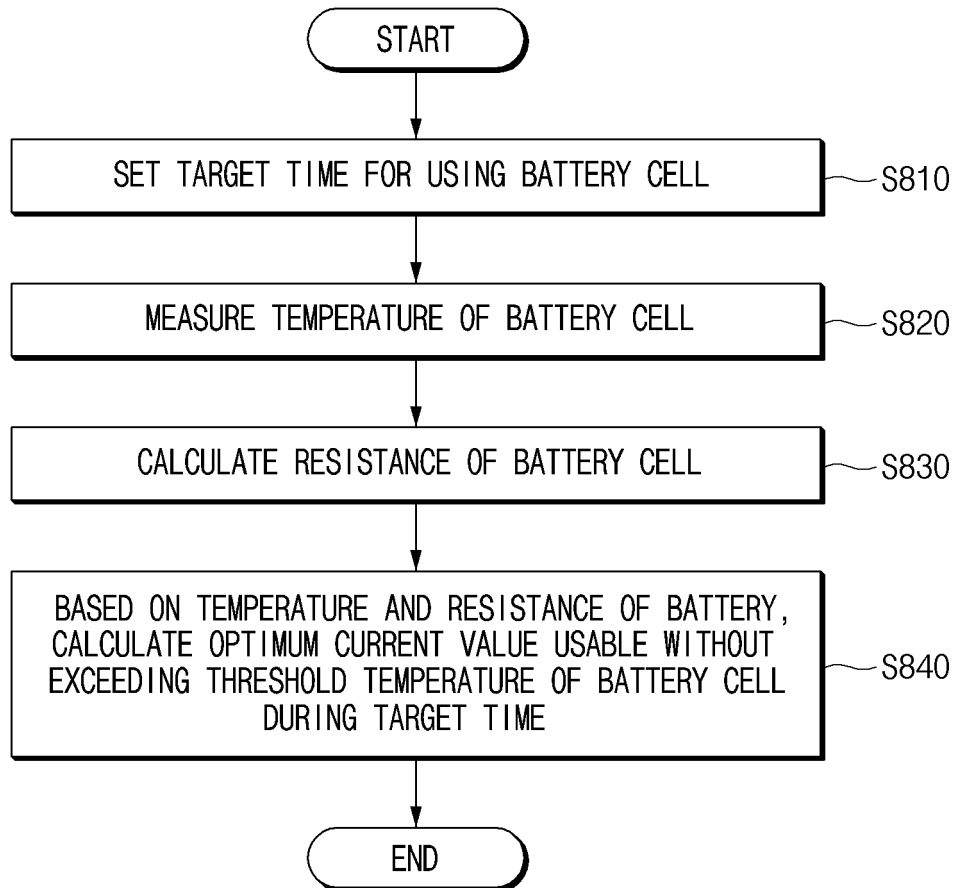 START
SET TARGET TIME FOR USING BATTERY CELL
S810
MEASURE TEMPERATURE OF BATTERY CELL
S820
CALCULATE RESISTANCE OF BATTERY CELL
S830
BASED ON TEMPERATURE AND RESISTANCE OF BATTERY,
CALCULATE OPTIMUM CURRENT VALUE USABLE WITHOUT
EXCEEDING THRESHOLD TEMPERATURE OF BATTERY CELL
DURING TARGET TIME
S840
END